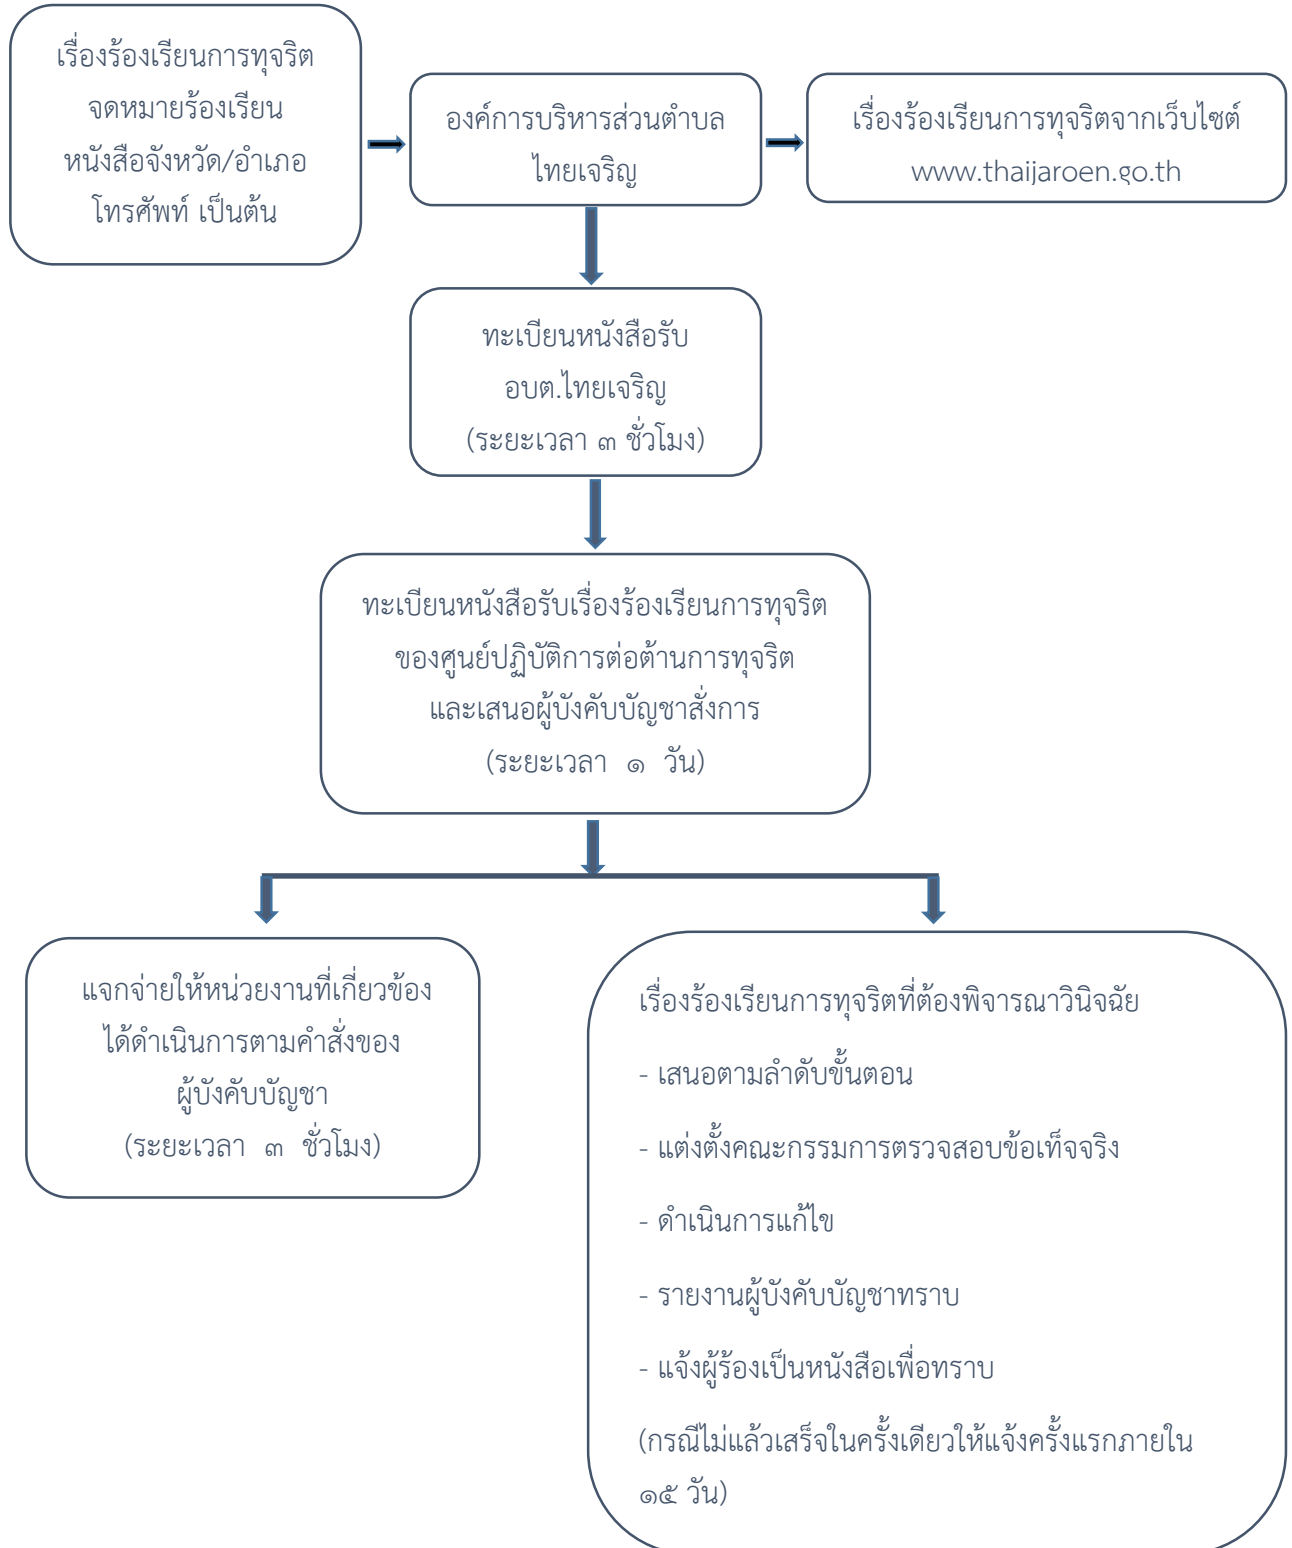 เรื่องร้องเรียนการทุจริต
จดหมายร้องเรียน
หนังสือจังหวัด/อำเภอ
โทรศัพท์ เป็นต้น
องค์การบริหารส่วนตำบล
ไทยเจริญ
เรื่องร้องเรียนการทุจริตจากเว็บไซต์
www.thaijaroen.go.th
ทะเบียนหนังสือรับ
อบต.ไทยเจริญ
(ระยะเวลา ๓ ชั่วโมง)
ทะเบียนหนังสือรับเรื่องร้องเรียนการทุจริต
ของศูนย์ปฏิบัติการต่อต้านการทุจริต
และเสนอผู้บังคับบัญชาสั่งการ
(ระยะเวลา ๑ วัน)
แจกจ่ายให้หน่วยงานที่เกี่ยวข้อง
ได้ดำเนินการตามคำสั่งของ
ผู้บังคับบัญชา
(ระยะเวลา ๓ ชั่วโมง)
เรื่องร้องเรียนการทุจริตที่ต้องพิจารณาวินิจฉัย
- เสนอตามลำดับขั้นตอน
- แต่งตั้งคณะกรรมการตรวจสอบข้อเท็จจริง
- ดำเนินการแก้ไข
- รายงานผู้บังคับบัญชาทราบ
- แจ้งผู้ร้องเป็นหนังสือเพื่อทราบ
(กรณีไม่แล้วเสร็จในครั้งเดียวให้แจ้งครั้งแรกภายใน
๑๕ วัน)